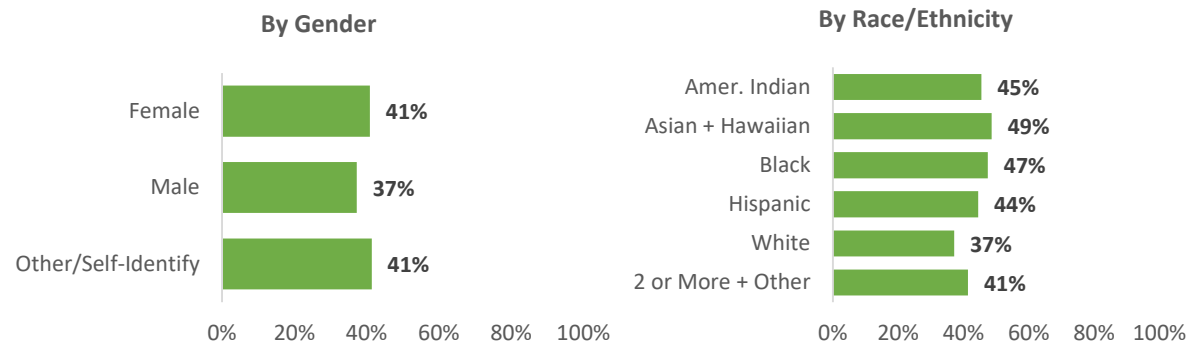 By Gender
Female 41%
Male 37%
Other/Self-Identify 41%
0% 20% 40% 60% 80% 100%
By Race/Ethnicity
Amer. Indian 45%
Asian + Hawaiian 49%
Black 47%
Hispanic 44%
White 37%
2 or More + Other 41%
0% 20% 40% 60% 80% 100%